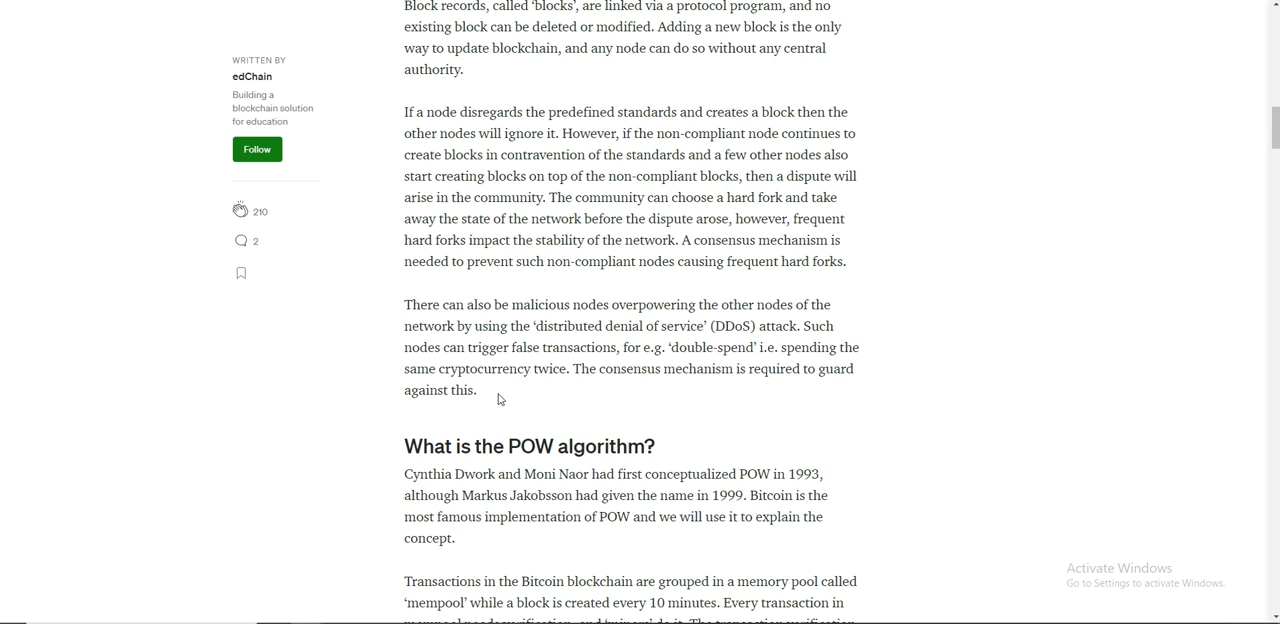 Block records, called ‘blocks’, are linked via a protocol program, and no
existing block can be deleted or modified. Adding a new block is the only
way to update blockchain, and any node can do so without any central
authority.
WRITTEN BY
edChain
Building a
blockchain solution
for education
Follow
210
2
If a node disregards the predefined standards and creates a block then the
other nodes will ignore it. However, if the non-compliant node continues to
create blocks in contravention of the standards and a few other nodes also
start creating blocks on top of the non-compliant blocks, then a dispute will
arise in the community. The community can choose a hard fork and take
away the state of the network before the dispute arose, however, frequent
hard forks impact the stability of the network. A consensus mechanism is
needed to prevent such non-compliant nodes causing frequent hard forks.
There can also be malicious nodes overpowering the other nodes of the
network by using the ‘distributed denial of service’ (DDoS) attack. Such
nodes can trigger false transactions, for e.g. ‘double-spend’ i.e. spending the
same cryptocurrency twice. The consensus mechanism is required to guard
against this.
What is the POW algorithm?
Cynthia Dwork and Moni Naor had first conceptualized POW in 1993,
although Markus Jakobsson had given the name in 1999. Bitcoin is the
most famous implementation of POW and we will use it to explain the
concept.
Transactions in the Bitcoin blockchain are grouped in a memory pool called
‘mempool’ while a block is created every 10 minutes. Every transaction in
Activate Windows
Go to Settings to activate Windows.